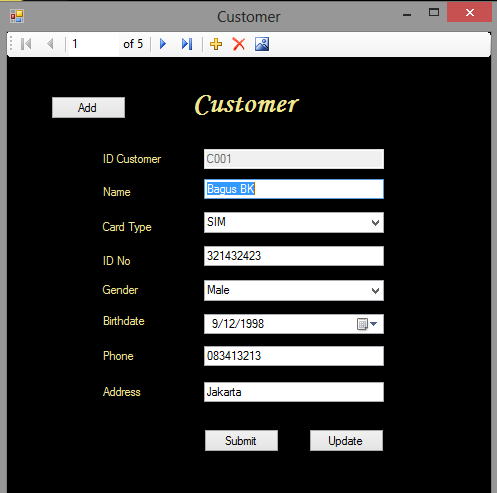 Customer
1 of 5
Add
Customer
ID Customer C001
Name Bagus BK
Card Type SIM
ID No 321432423
Gender Male
Birthdate 9/12/1998
Phone 083413213
Address Jakarta
Submit Update